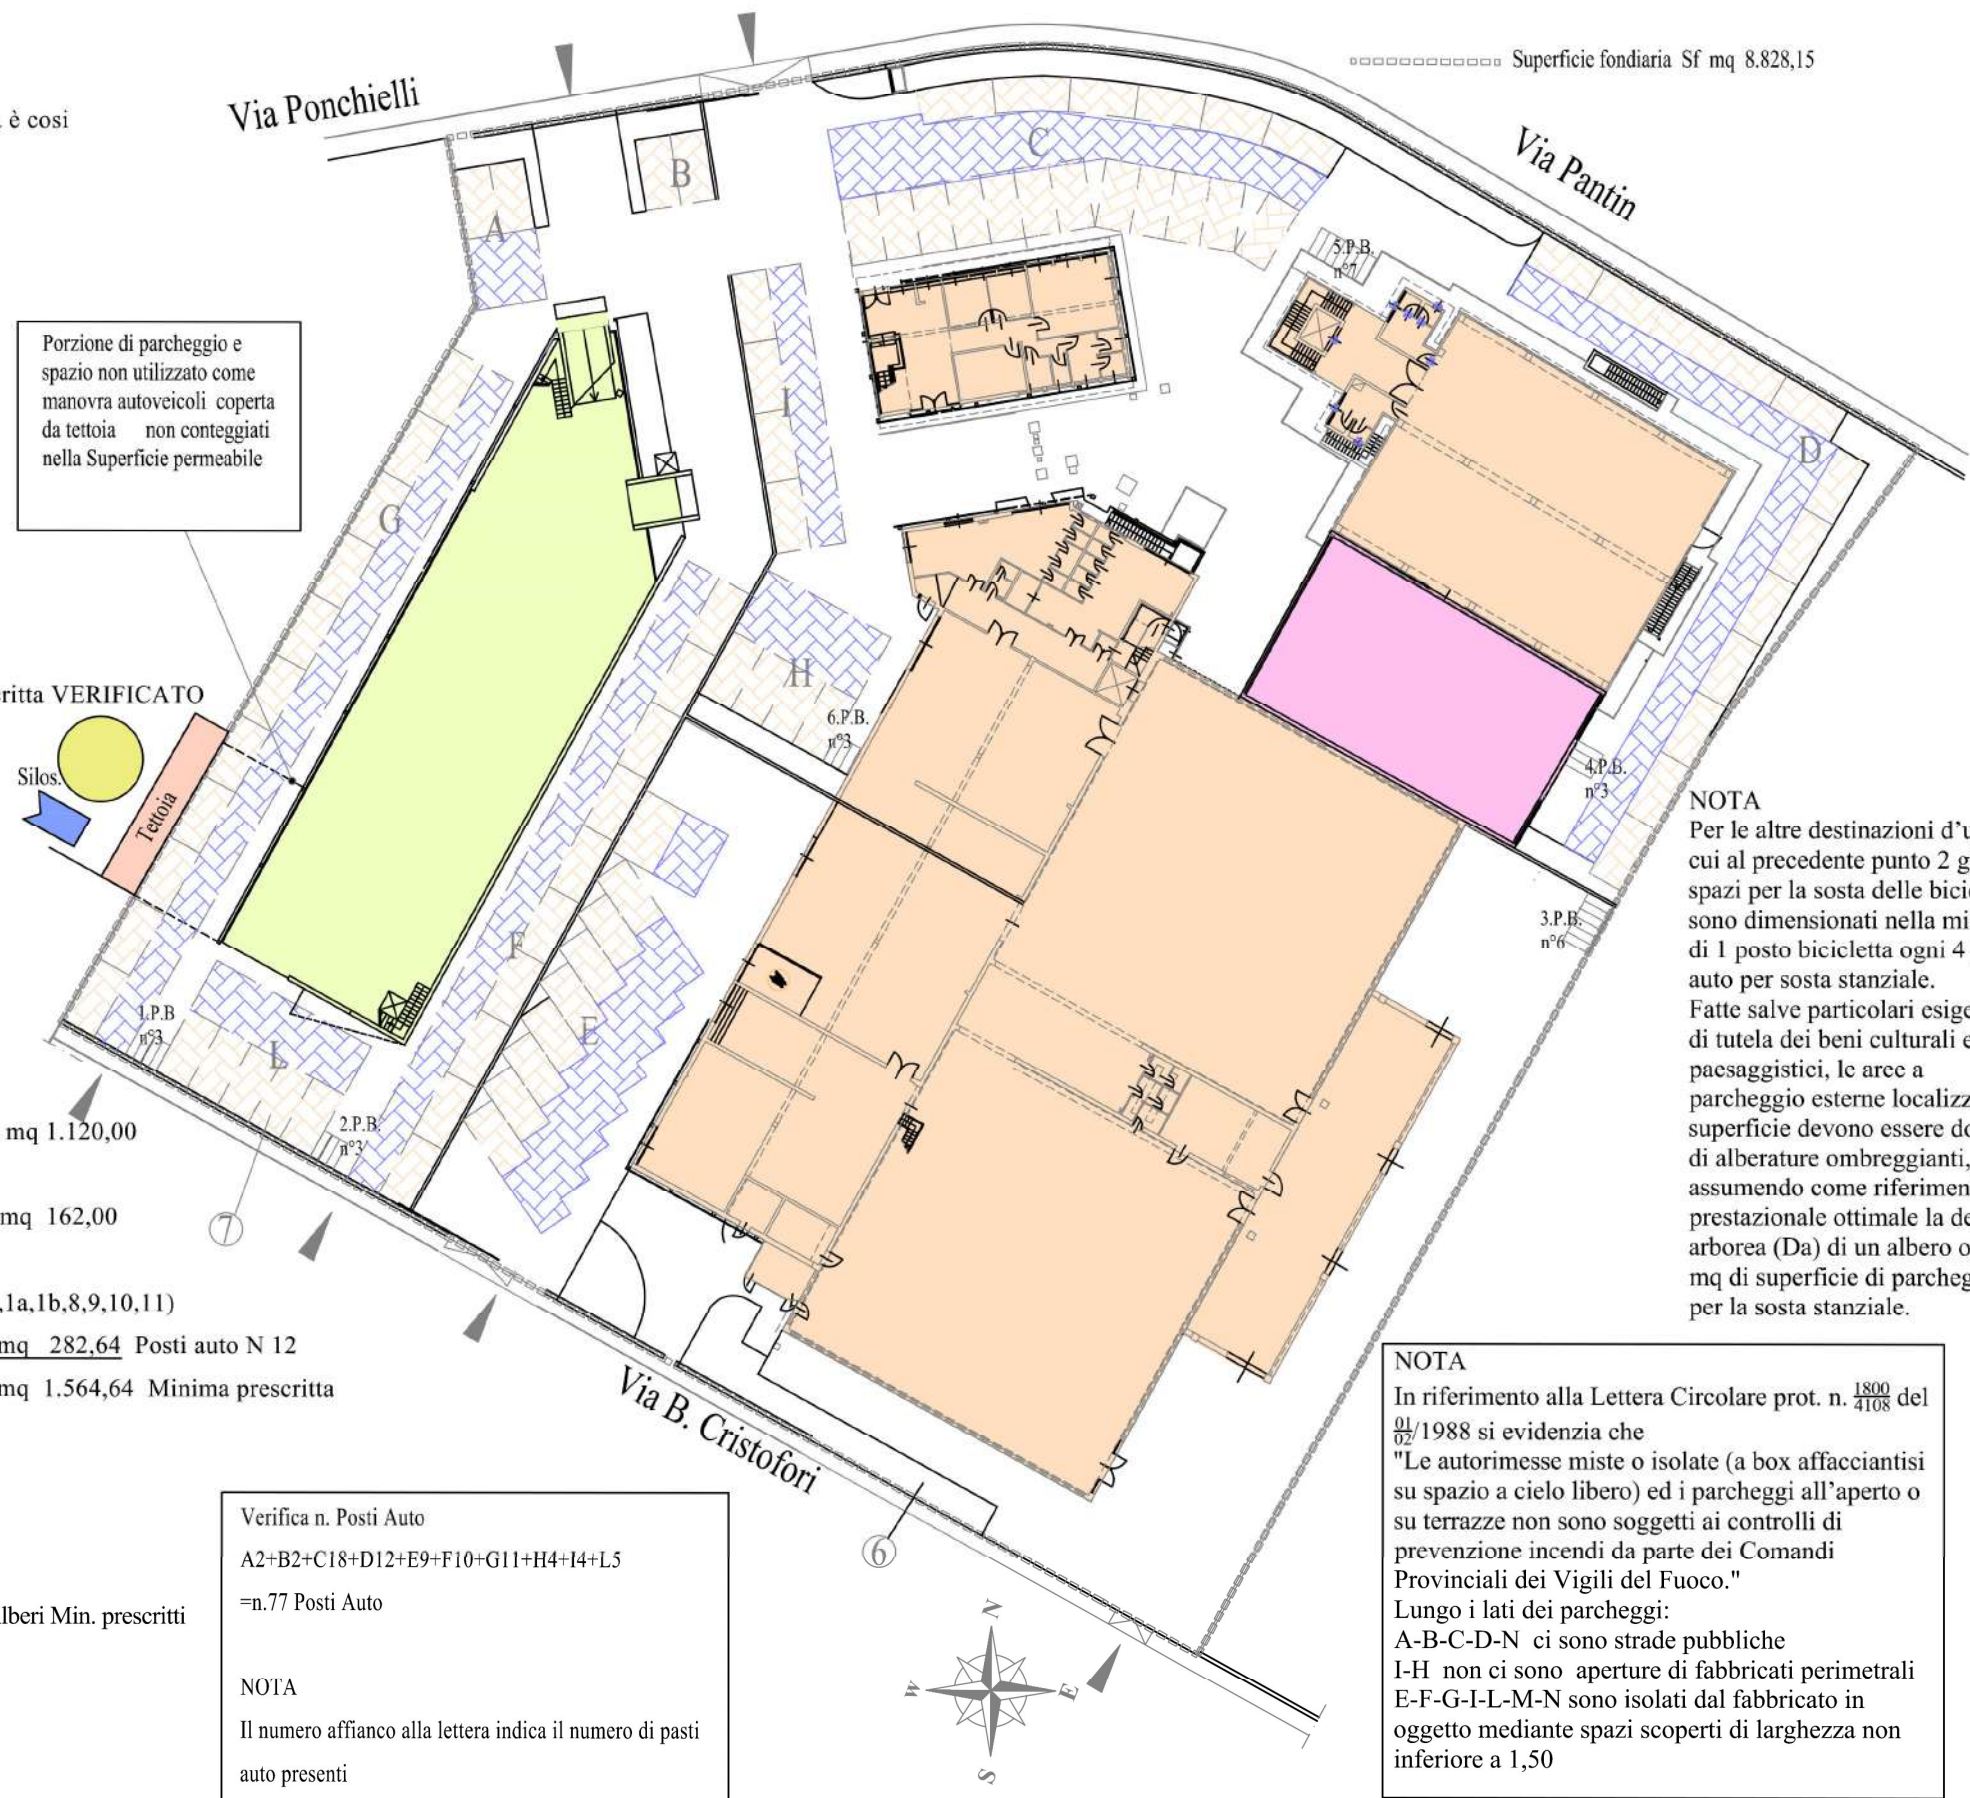 Superficie fondiaria Sf mq 8.828,15
è cosi
Via Ponchielli
Via Pantin
A
B
C
D
E
F
G
H
I
L
Porzione di parcheggio e
spazio non utilizzato come
manovra autoveicoli coperta
da tettoia non conteggiati
nella Superficie permeabile
5.P.B.
n°7
6.P.B.
n°3
4.P.B.
n°3
3.P.B.
n°6
1.P.B
n°3
2.P.B.
n°3
VERIFICATO
Silos.
Tettoia
mq 1.120,00
mq 162,00
,1a,1b,8,9,10,11)
mq 282,64 Posti auto N 12
mq 1.564,64 Minima prescritta
7
6
Via B. Cristofori
NOTA
Per le altre destinazioni d'u
cui al precedente punto 2 g
spazi per la sosta delle bici
sono dimensionati nella mi
di 1 posto bicicletta ogni 4
auto per sosta stanziale.
Fatte salve particolari esige
di tutela dei beni culturali e
paesaggistici, le aree a
parcheggio esterne localizz
superficie devono essere do
di alberature ombreggianti,
assumendo come riferimen
prestazionale ottimale la de
arborea (Da) di un albero o
mq di superficie di parcheg
per la sosta stanziale.
NOTA
In riferimento alla Lettera Circolare prot. n. 1800/4108 del
01/02/1988 si evidenzia che
"Le autorimesse miste o isolate (a box affacciantisi
su spazio a cielo libero) ed i parcheggi all'aperto o
su terrazze non sono soggetti ai controlli di
prevenzione incendi da parte dei Comandi
Provinciali dei Vigili del Fuoco."
Lungo i lati dei parcheggi:
A-B-C-D-N ci sono strade pubbliche
I-H non ci sono aperture di fabbricati perimetrali
E-F-G-I-L-M-N sono isolati dal fabbricato in
oggetto mediante spazi scoperti di larghezza non
inferiore a 1,50
Verifica n. Posti Auto
A2+B2+C18+D12+E9+F10+G11+H4+I4+L5
=n.77 Posti Auto
NOTA
Il numero affianco alla lettera indica il numero di pasti
auto presenti
lberi Min. prescritti
N
W
E
S